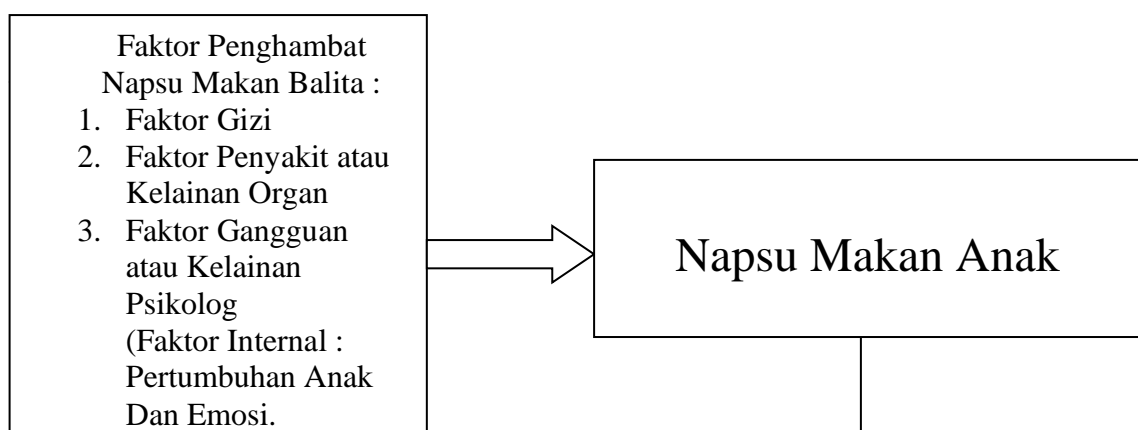 Faktor Penghambat
Napsu Makan Balita :
1. Faktor Gizi
2. Faktor Penyakit atau
Kelainan Organ
3. Faktor Gangguan
atau Kelainan
Psikolog
(Faktor Internal :
Pertumbuhan Anak
Dan Emosi.
Napsu Makan Anak